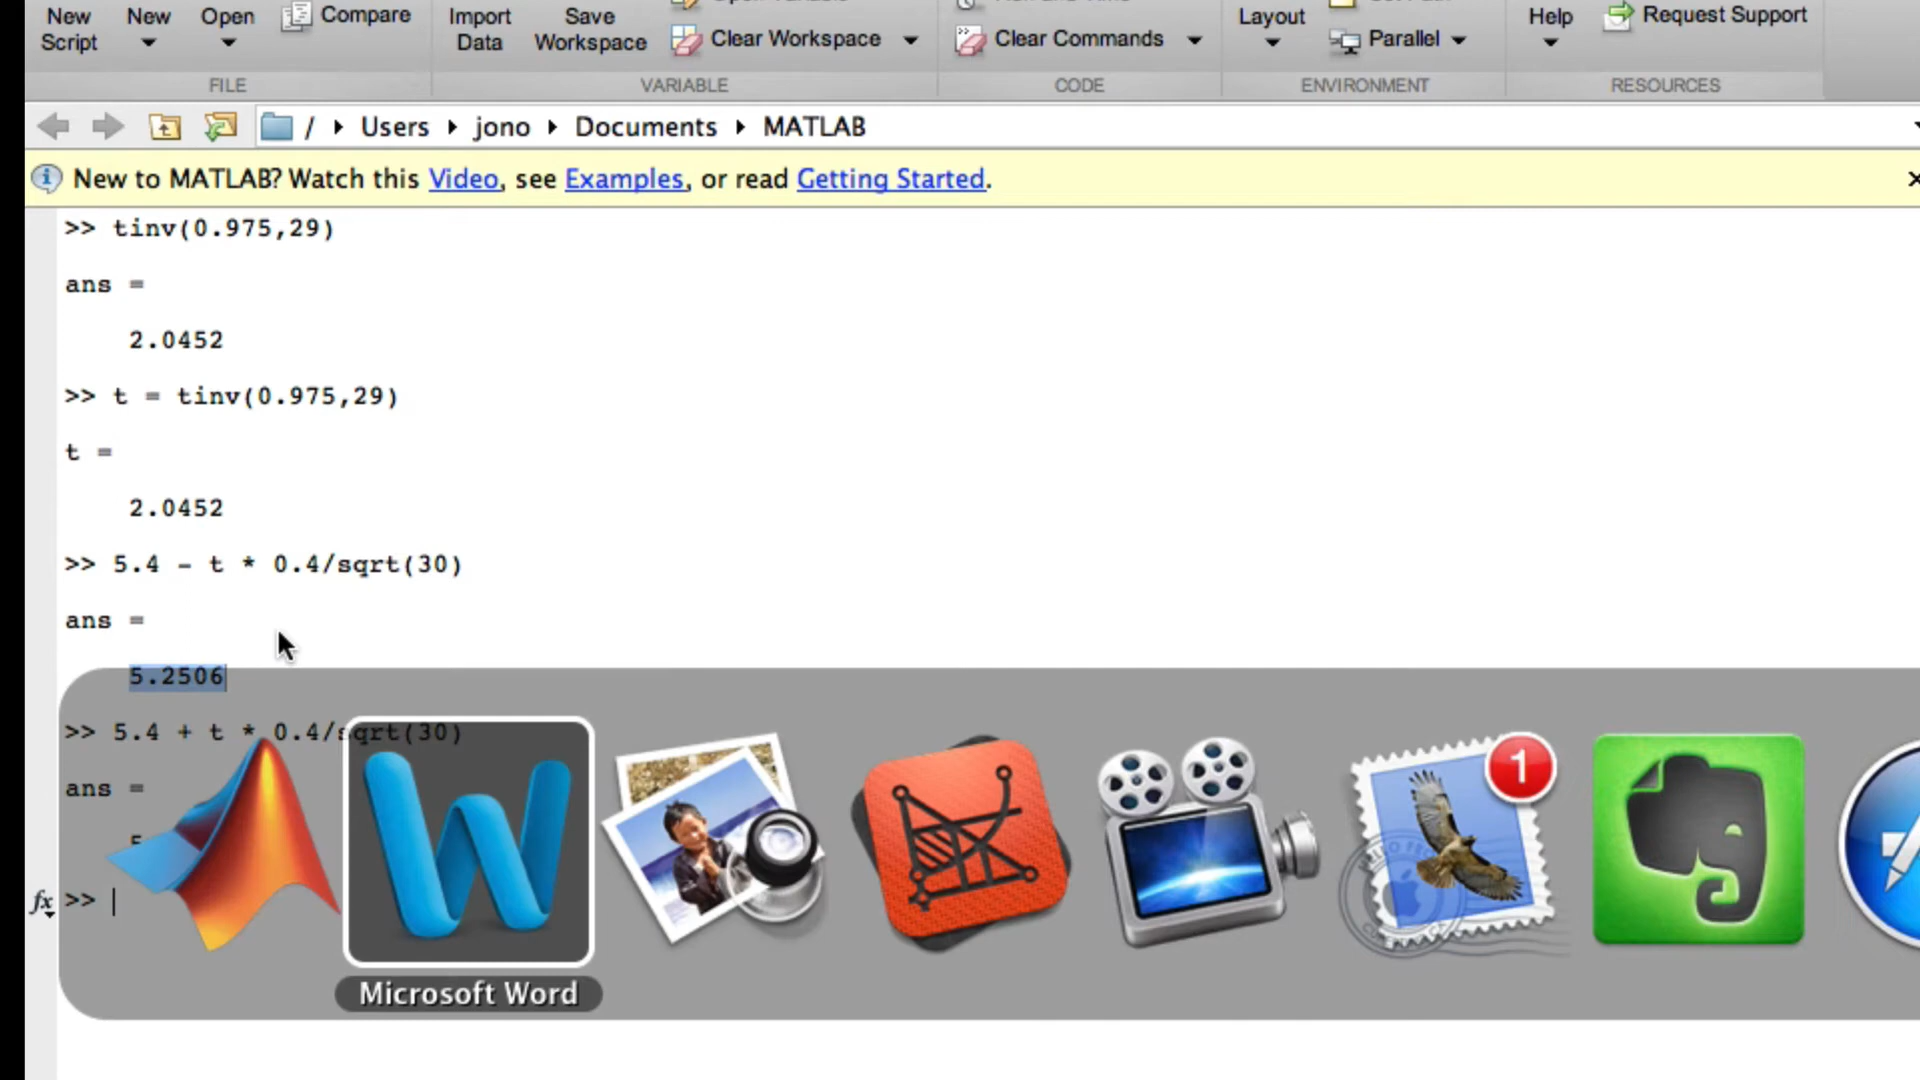 New Script
New
Open
Compare
Import Data
Save Workspace
Clear Workspace
Clear Commands
Layout
Parallel
Help
Request Support
FILE
VARIABLE
CODE
ENVIRONMENT
RESOURCES
/ Users jono Documents MATLAB
New to MATLAB? Watch this Video, see Examples, or read Getting Started.
>> tinv(0.975,29)
ans =
2.0452
>> t = tinv(0.975,29)
t =
2.0452
>> 5.4 - t * 0.4/sqrt(30)
ans =
5.2506
>> 5.4 + t * 0.4/sqrt(30)
ans =
fx >>
1
Microsoft Word